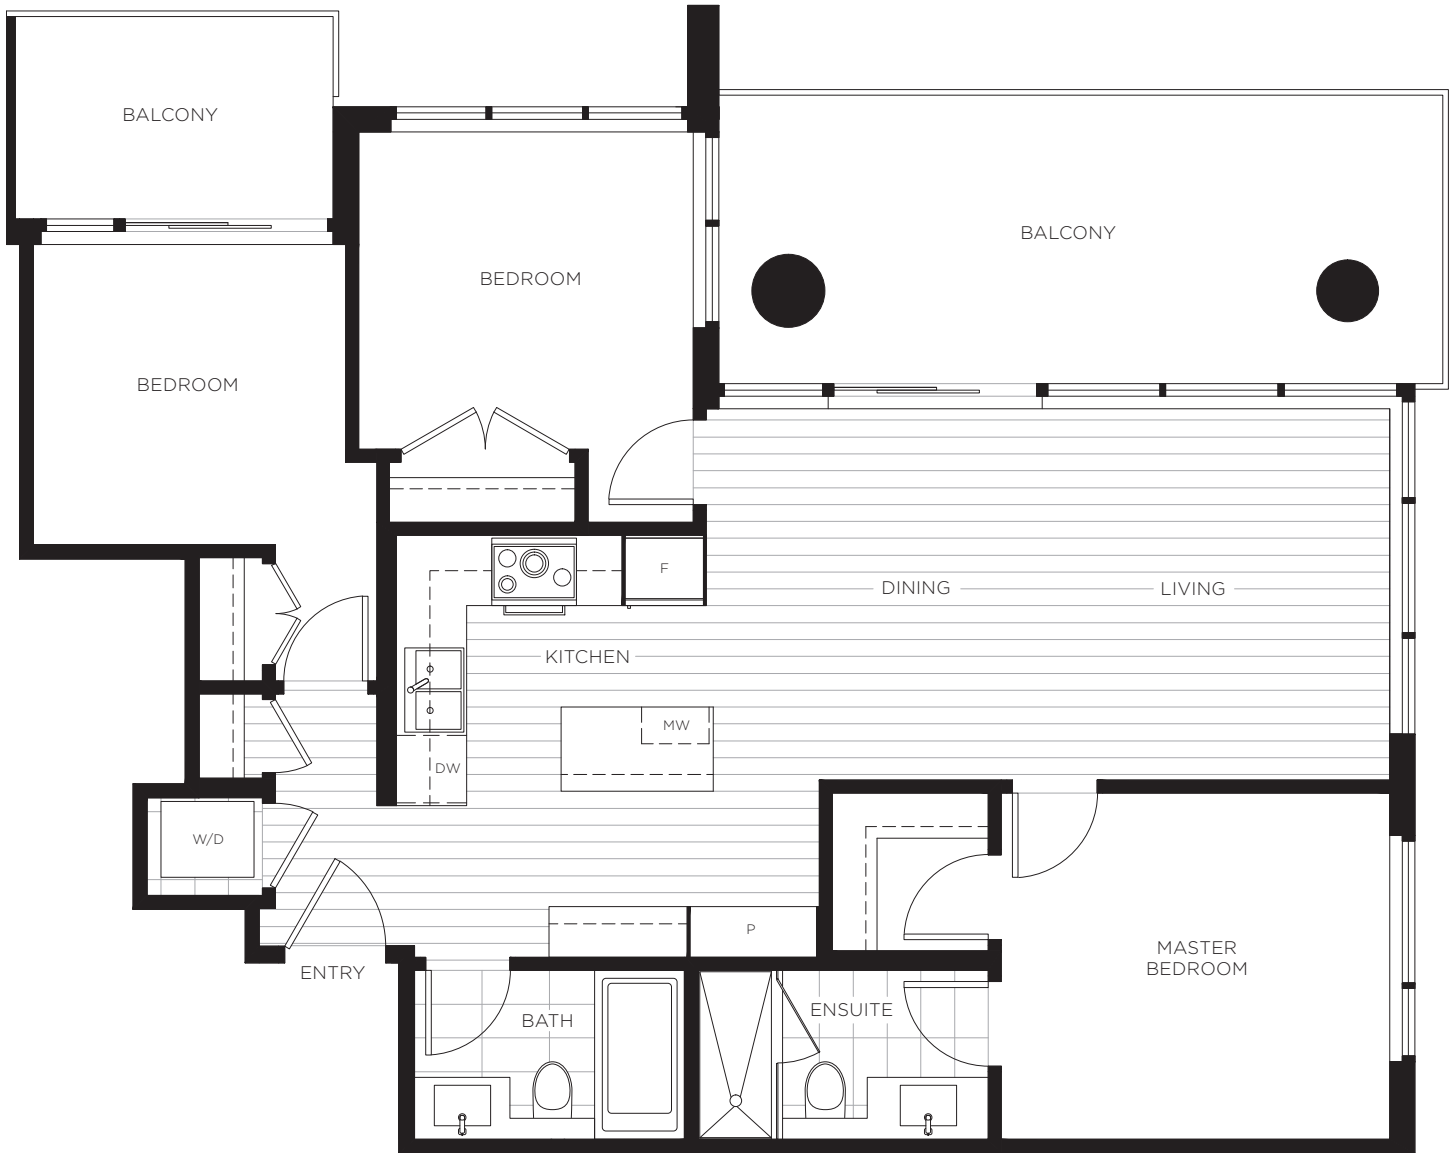 BALCONY
BALCONY
BEDROOM
BEDROOM
F
DINING
LIVING
KITCHEN
MW
DW
W/D
P
MASTER
BEDROOM
ENTRY
ENSUITE
BATH